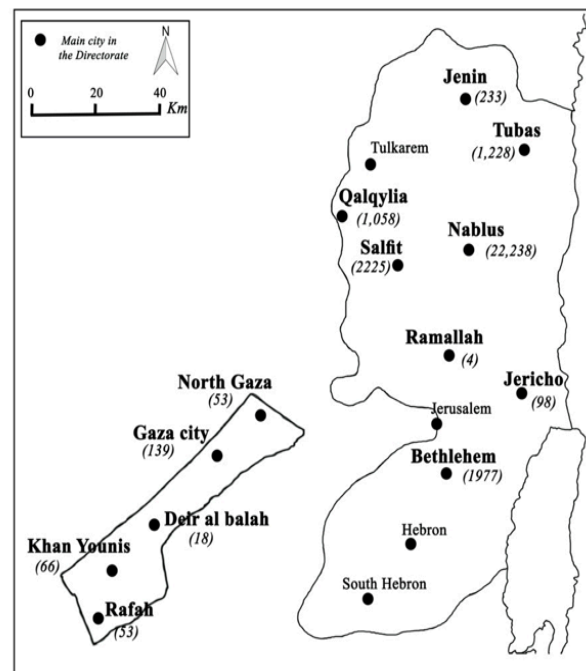 Main city in
the Directorate
N
0 20 40
Km
Jenin
(233)
Tubas
(1,228)
Tulkarem
Qalqylia
(1,058)
Nablus
(22,238)
Salfit
(2225)
Ramallah
(4)
Jericho
(98)
Jerusalem
Bethlehem
(1977)
Hebron
South Hebron
North Gaza
(53)
Gaza city
(139)
Deir al balah
(18)
Khan Younis
(66)
Rafah
(53)